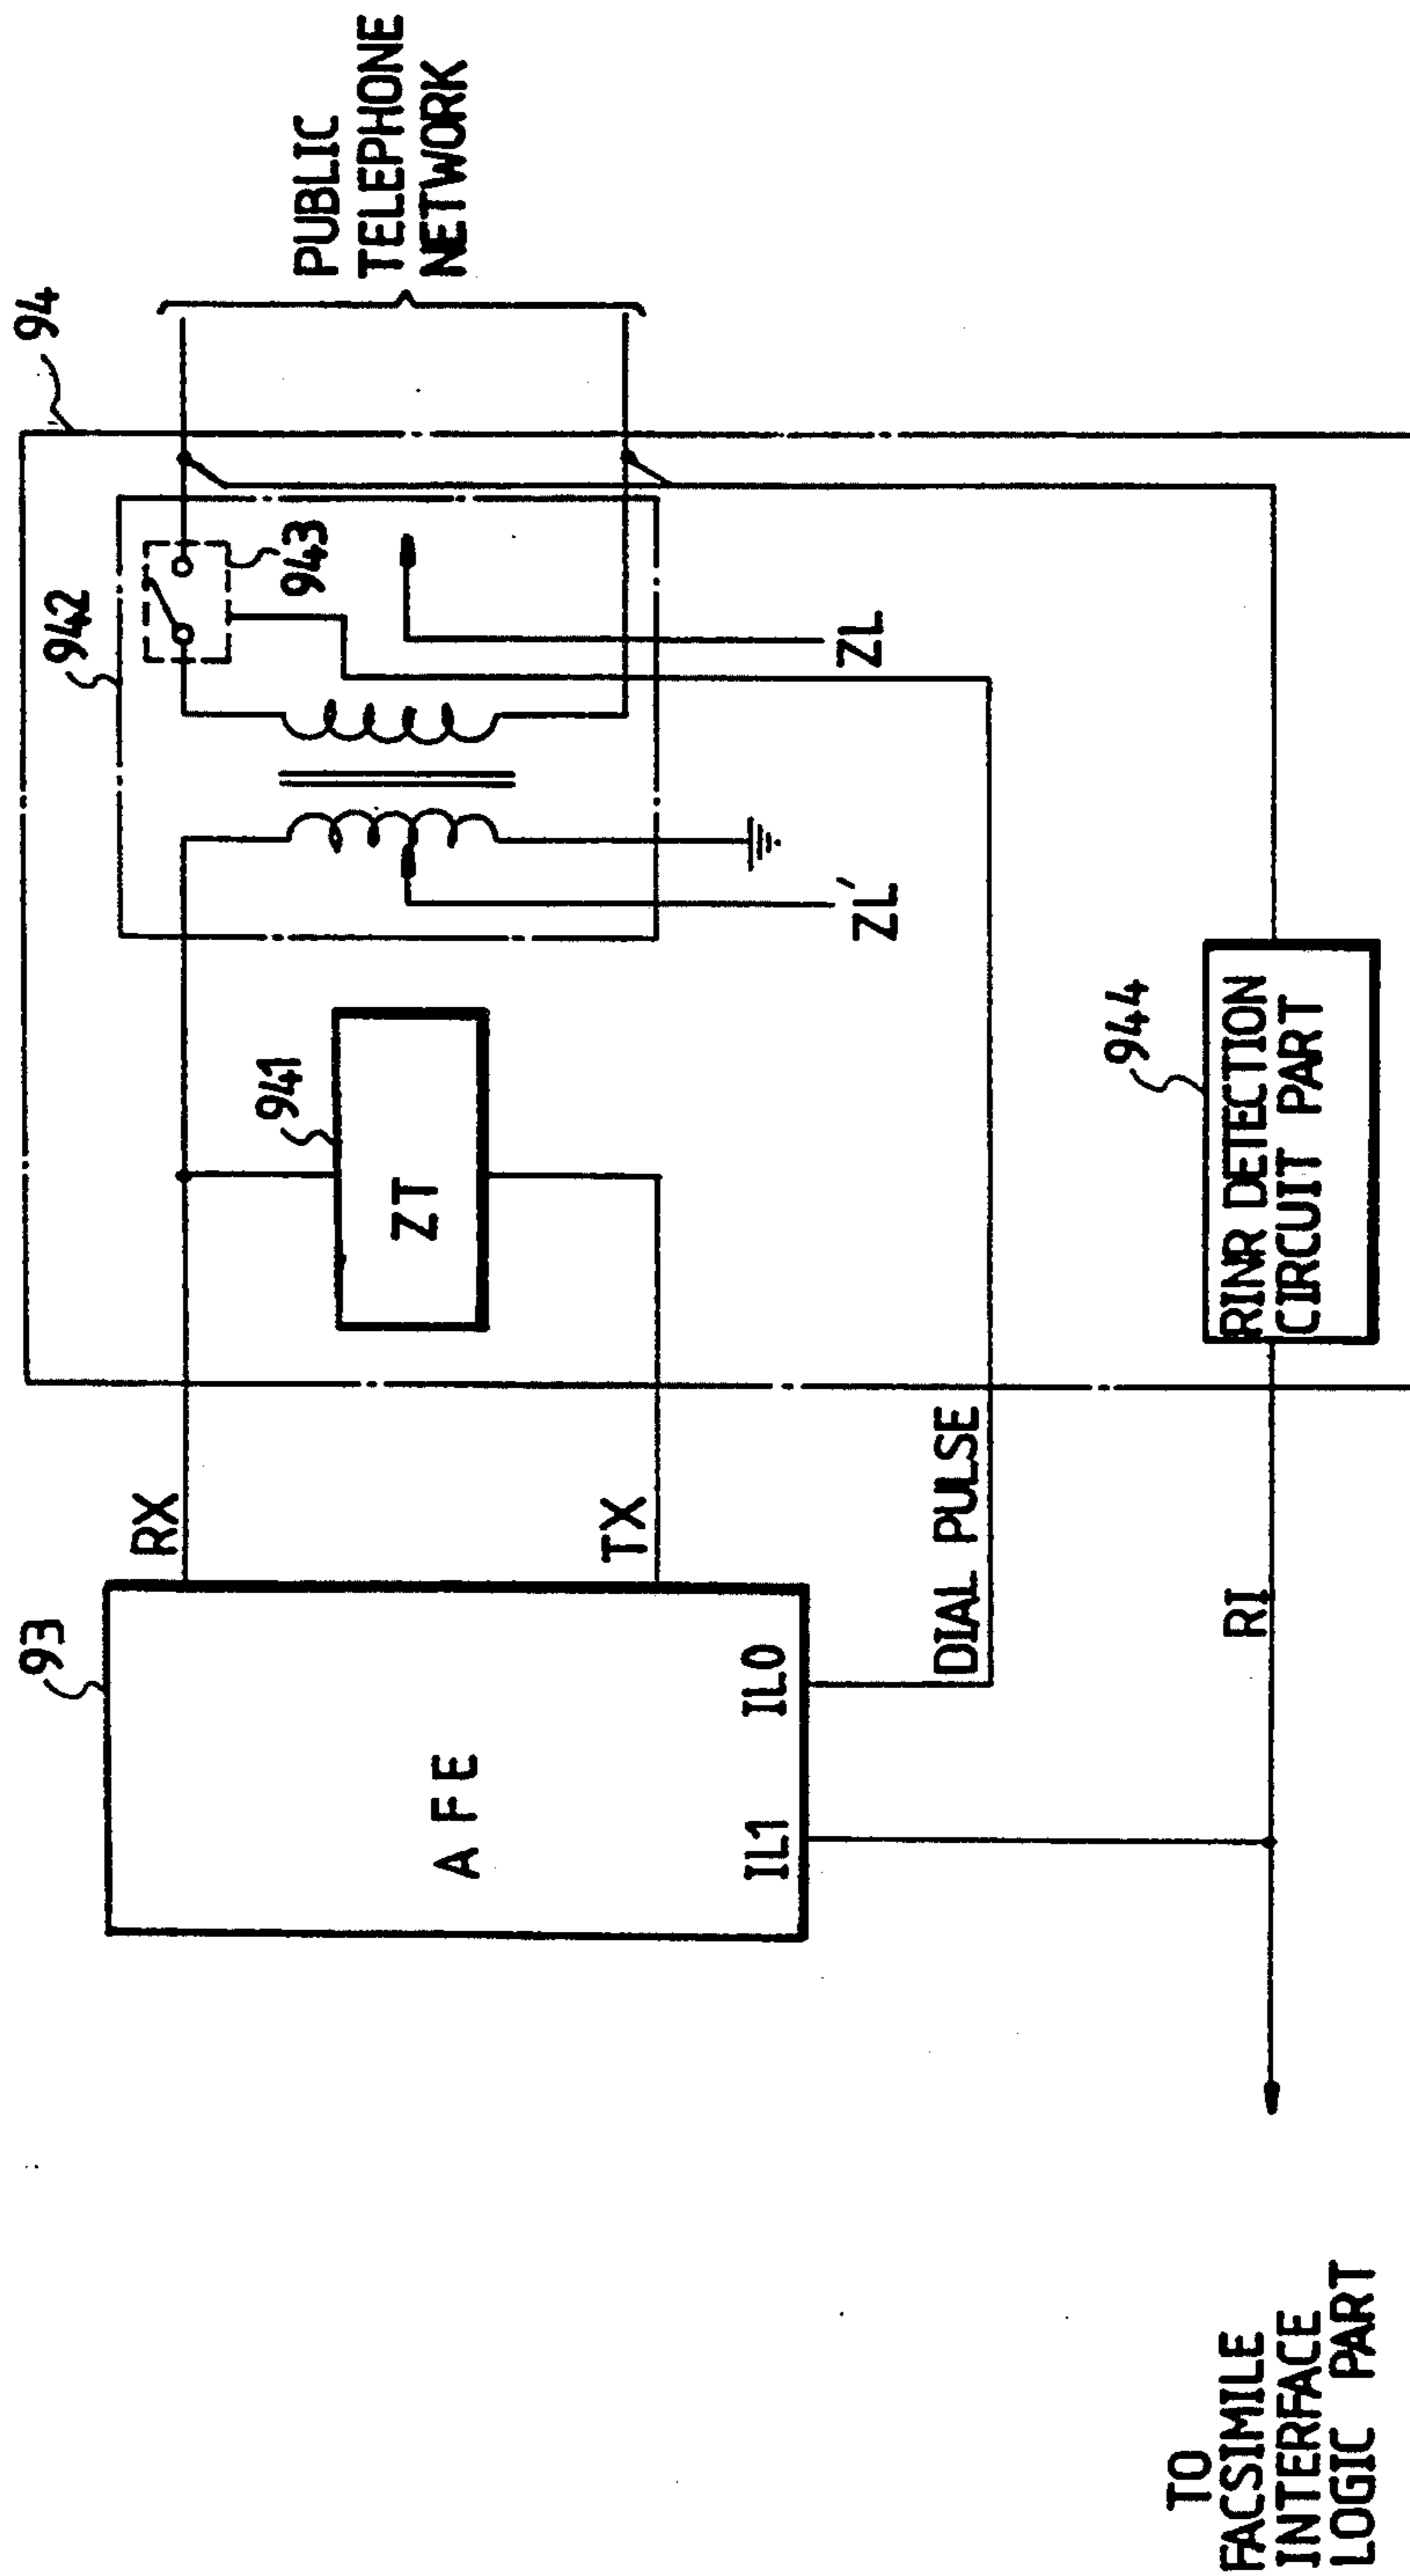 93
AFE
IL1
IL0
RX
TX
DIAL PULSE
RI
94
941
ZT
942
943
ZL'
ZL
944
RINR DETECTION
CIRCUIT PART
PUBLIC
TELEPHONE
NETWORK
TO
FACSIMILE
INTERFACE
LOGIC PART